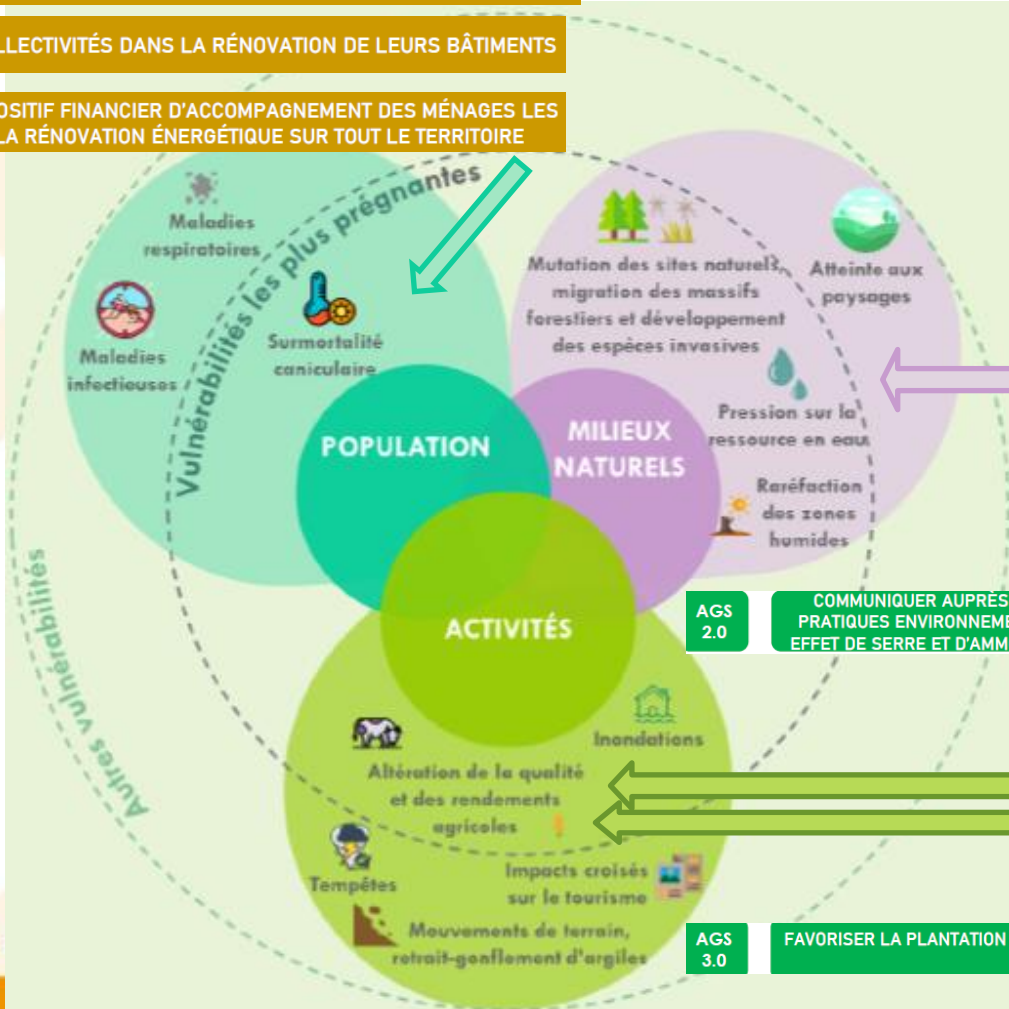 LLECTIVITÉS DANS LA RÉNOVATION DE LEURS BÂTIMENTS
OSITIF FINANCIER D'ACCOMPAGNEMENT DES MÉNAGES LES
LA RÉNOVATION ÉNERGÉTIQUE SUR TOUT LE TERRITOIRE
Vulnérabilités les plus prégnantes
Autres vulnérabilités
Maladies
respiratoires
Maladies
infectieuses
Surmortalité
caniculaire
POPULATION
Mutation des sites naturels,
migration des massifs
forestiers et développement
des espèces invasives
Atteinte aux
paysages
Pression sur la
ressource en eau
Raréfaction
des zones
humides
MILIEUX
NATURELS
ACTIVITÉS
AGS
2.0
COMMUNIQUER AUPRÈS
PRATIQUES ENVIRONNEME
EFFET DE SERRE ET D'AMM
Inondations
Altération de la qualité
et des rendements
agricoles
Tempêtes
Impacts croisés
sur le tourisme
Mouvements de terrain,
retrait-gonflement d'argiles
AGS
3.0
FAVORISER LA PLANTATION